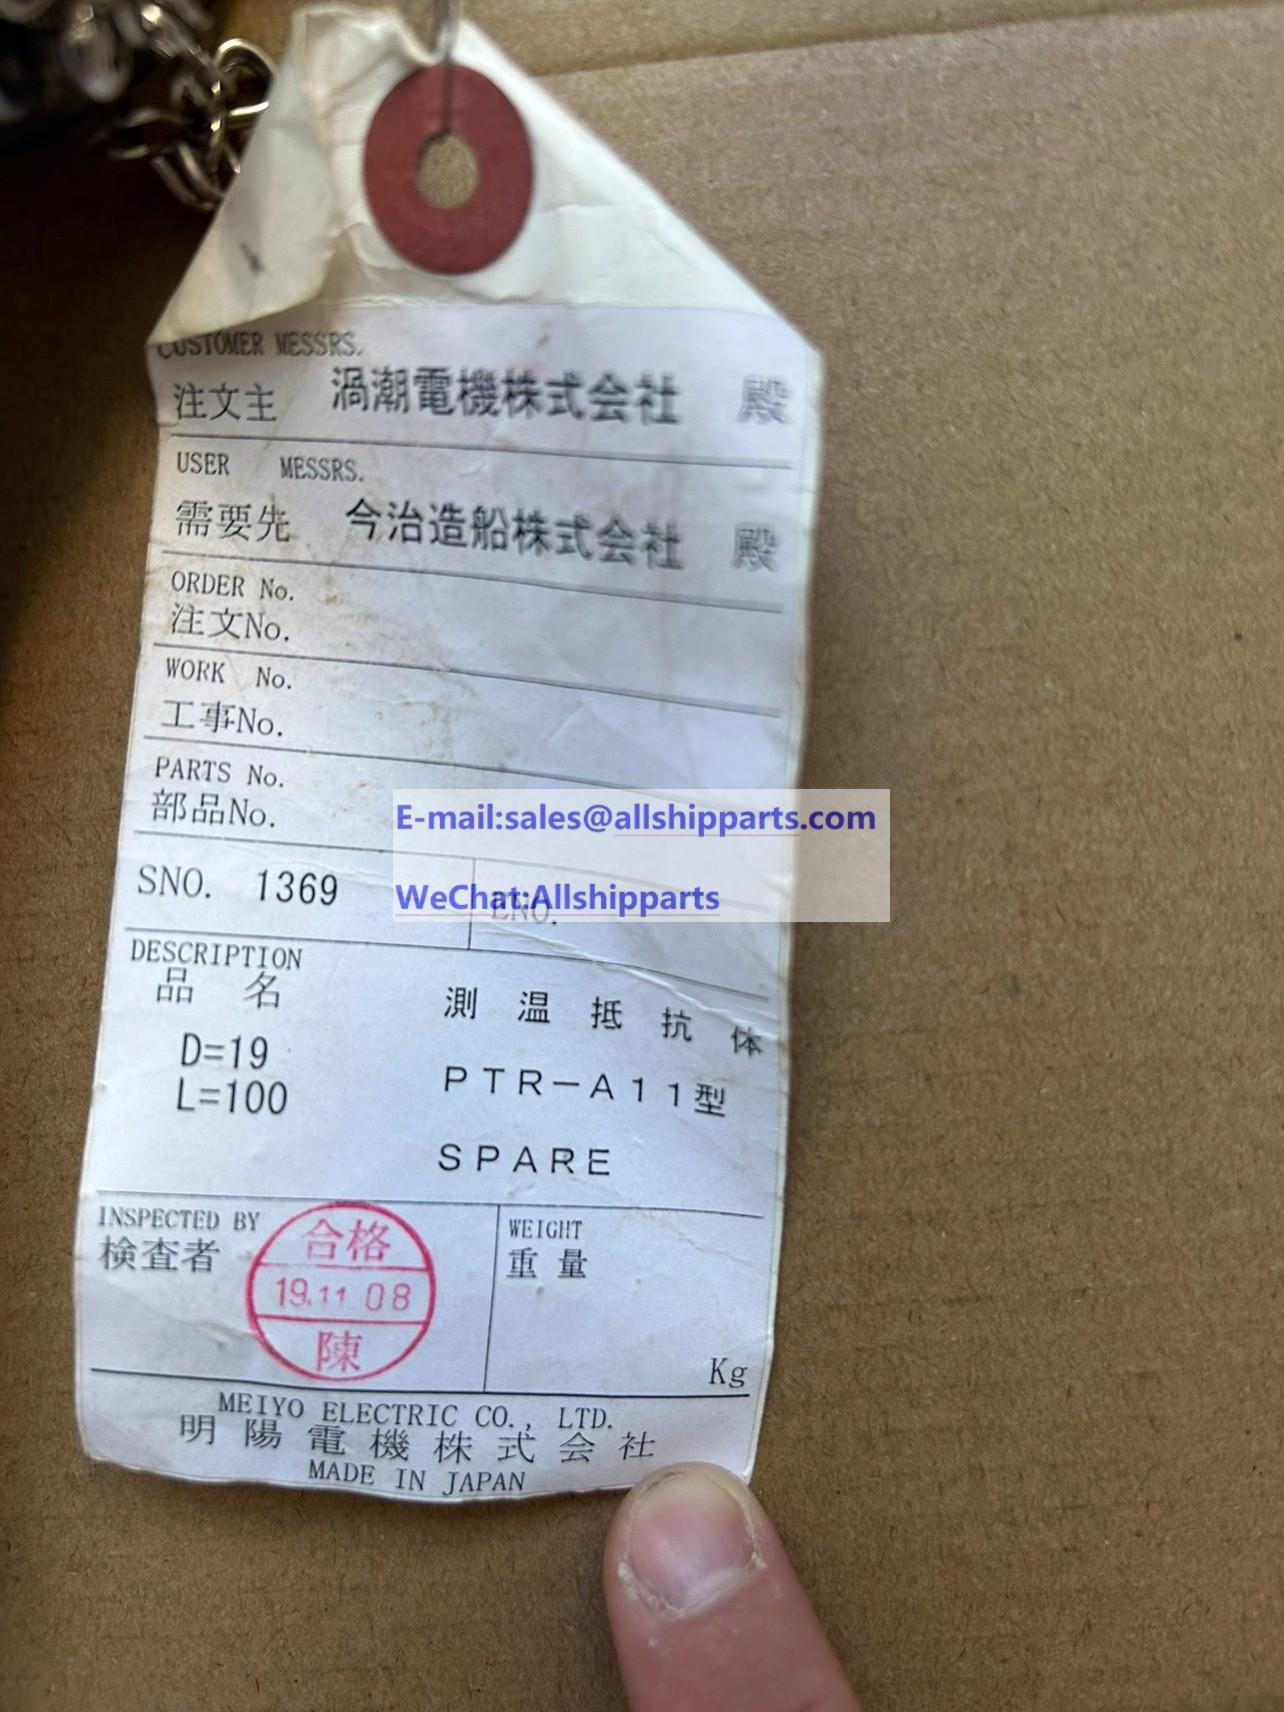 CUSTOMER MESSRS.
注文主 渦潮電機株式会社 殿
USER MESSRS.
需要先 今治造船株式会社 殿
ORDER No.
注文No.
WORK No.
工事No.
PARTS No.
部品No.
E-mail:sales@allshipparts.com
SNO. 1369
ENO.
WeChat:Allshipparts
DESCRIPTION
品名
測温抵抗体
D=19
L=100
PTR-A11型
SPARE
INSPECTED BY
検査者
合格
19.11 08
陳
WEIGHT
重量
Kg
MEIYO ELECTRIC CO., LTD.
明陽電機株式会社
MADE IN JAPAN